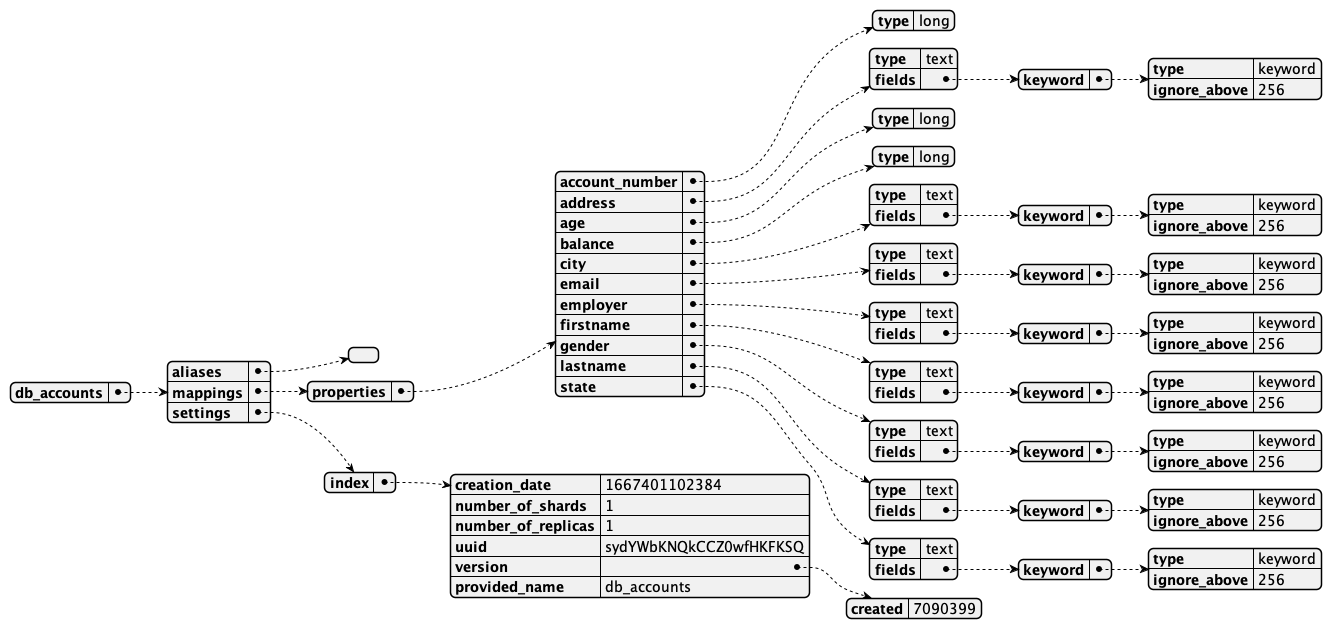 db_accounts
aliases
mappings
settings
properties
index
creation_date 1667401102384
number_of_shards 1
number_of_replicas 1
uuid sydYWbKNQkCCZ0wfHKFKSQ
version
provided_name db_accounts
created 7090399
account_number
address
age
balance
city
email
employer
firstname
gender
lastname
state
type long
type text
fields
keyword
type keyword
ignore_above 256
type long
type long
type text
fields
keyword
type keyword
ignore_above 256
type text
fields
keyword
type keyword
ignore_above 256
type text
fields
keyword
type keyword
ignore_above 256
type text
fields
keyword
type keyword
ignore_above 256
type text
fields
keyword
type keyword
ignore_above 256
type text
fields
keyword
type keyword
ignore_above 256
type text
fields
keyword
type keyword
ignore_above 256